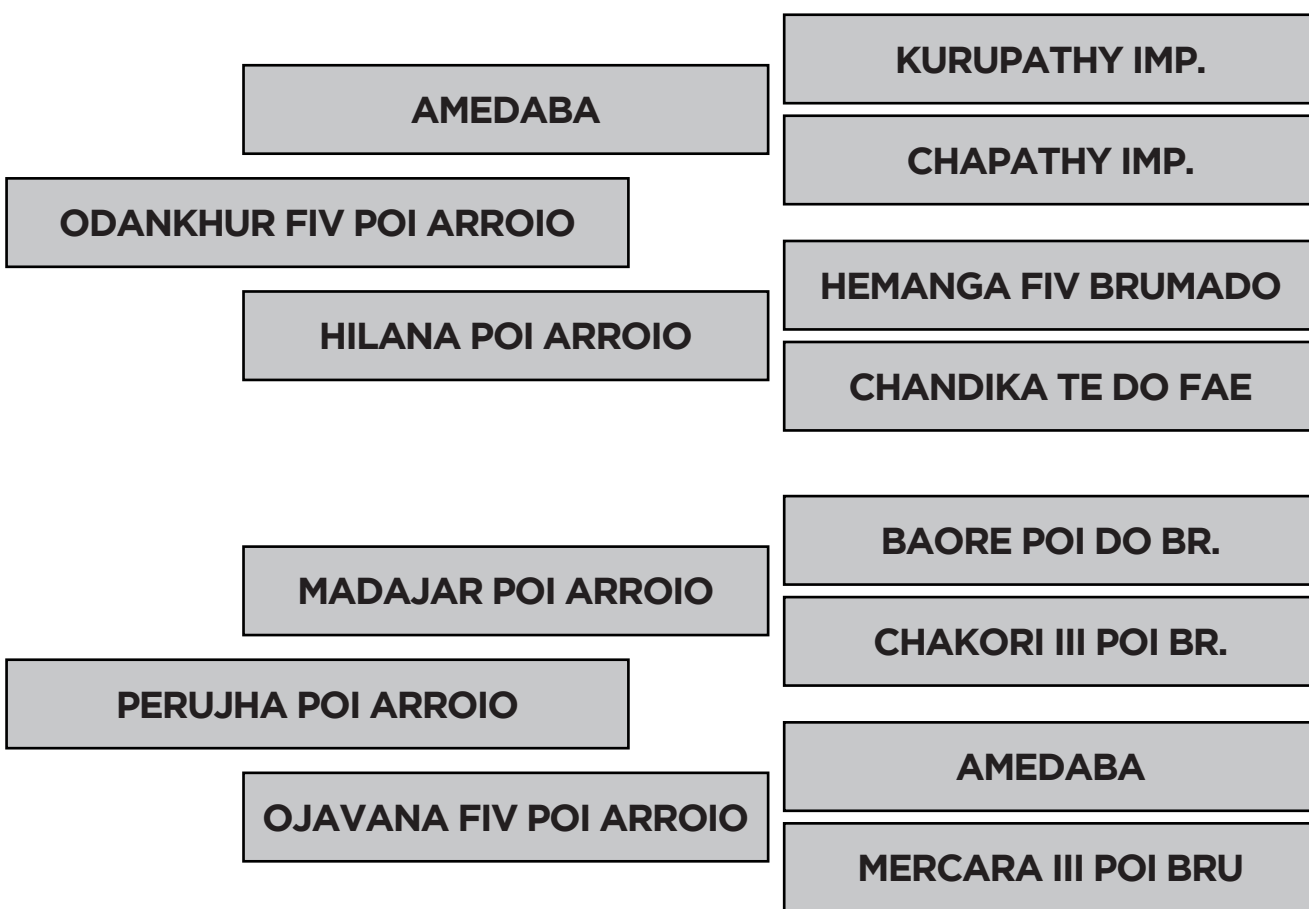 KURUPATHY IMP.
AMEDABA
CHAPATHY IMP.
ODANKHUR FIV POI ARROIO
HEMANGA FIV BRUMADO
HILANA POI ARROIO
CHANDIKA TE DO FAE
BAORE POI DO BR.
MADAJAR POI ARROIO
CHAKORI III POI BR.
PERUJHA POI ARROIO
AMEDABA
OJAVANA FIV POI ARROIO
MERCARA III POI BRU